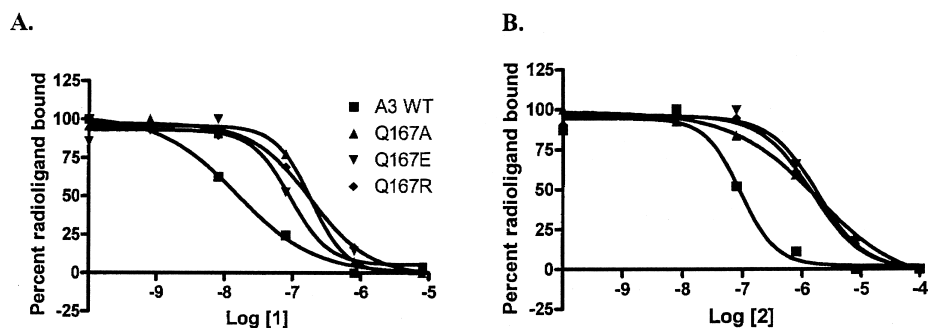 A.
B.
Percent radioligand bound
125
100
75
50
25
0
-25
-9
-8
-7
-6
-5
Log [1]
A3 WT
Q167A
Q167E
Q167R
Percent radioligand bound
125
100
75
50
25
0
-25
-9
-8
-7
-6
-5
-4
Log [2]